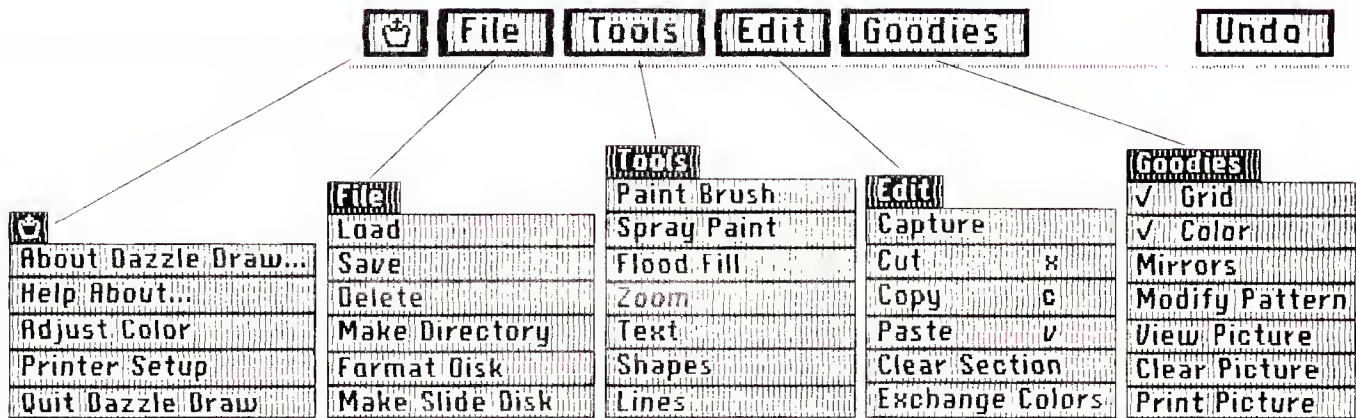 File Tools Edit Goodies Undo
About Dazzle Draw...
Help About...
Adjust Color
Printer Setup
Quit Dazzle Draw
File
Load
Save
Delete
Make Directory
Format Disk
Make Slide Disk
Tools
Paint Brush
Spray Paint
Flood Fill
Zoom
Text
Shapes
Lines
Edit
Capture
Cut x
Copy c
Paste v
Clear Section
Exchange Colors
Goodies
√ Grid
√ Color
Mirrors
Modify Pattern
View Picture
Clear Picture
Print Picture